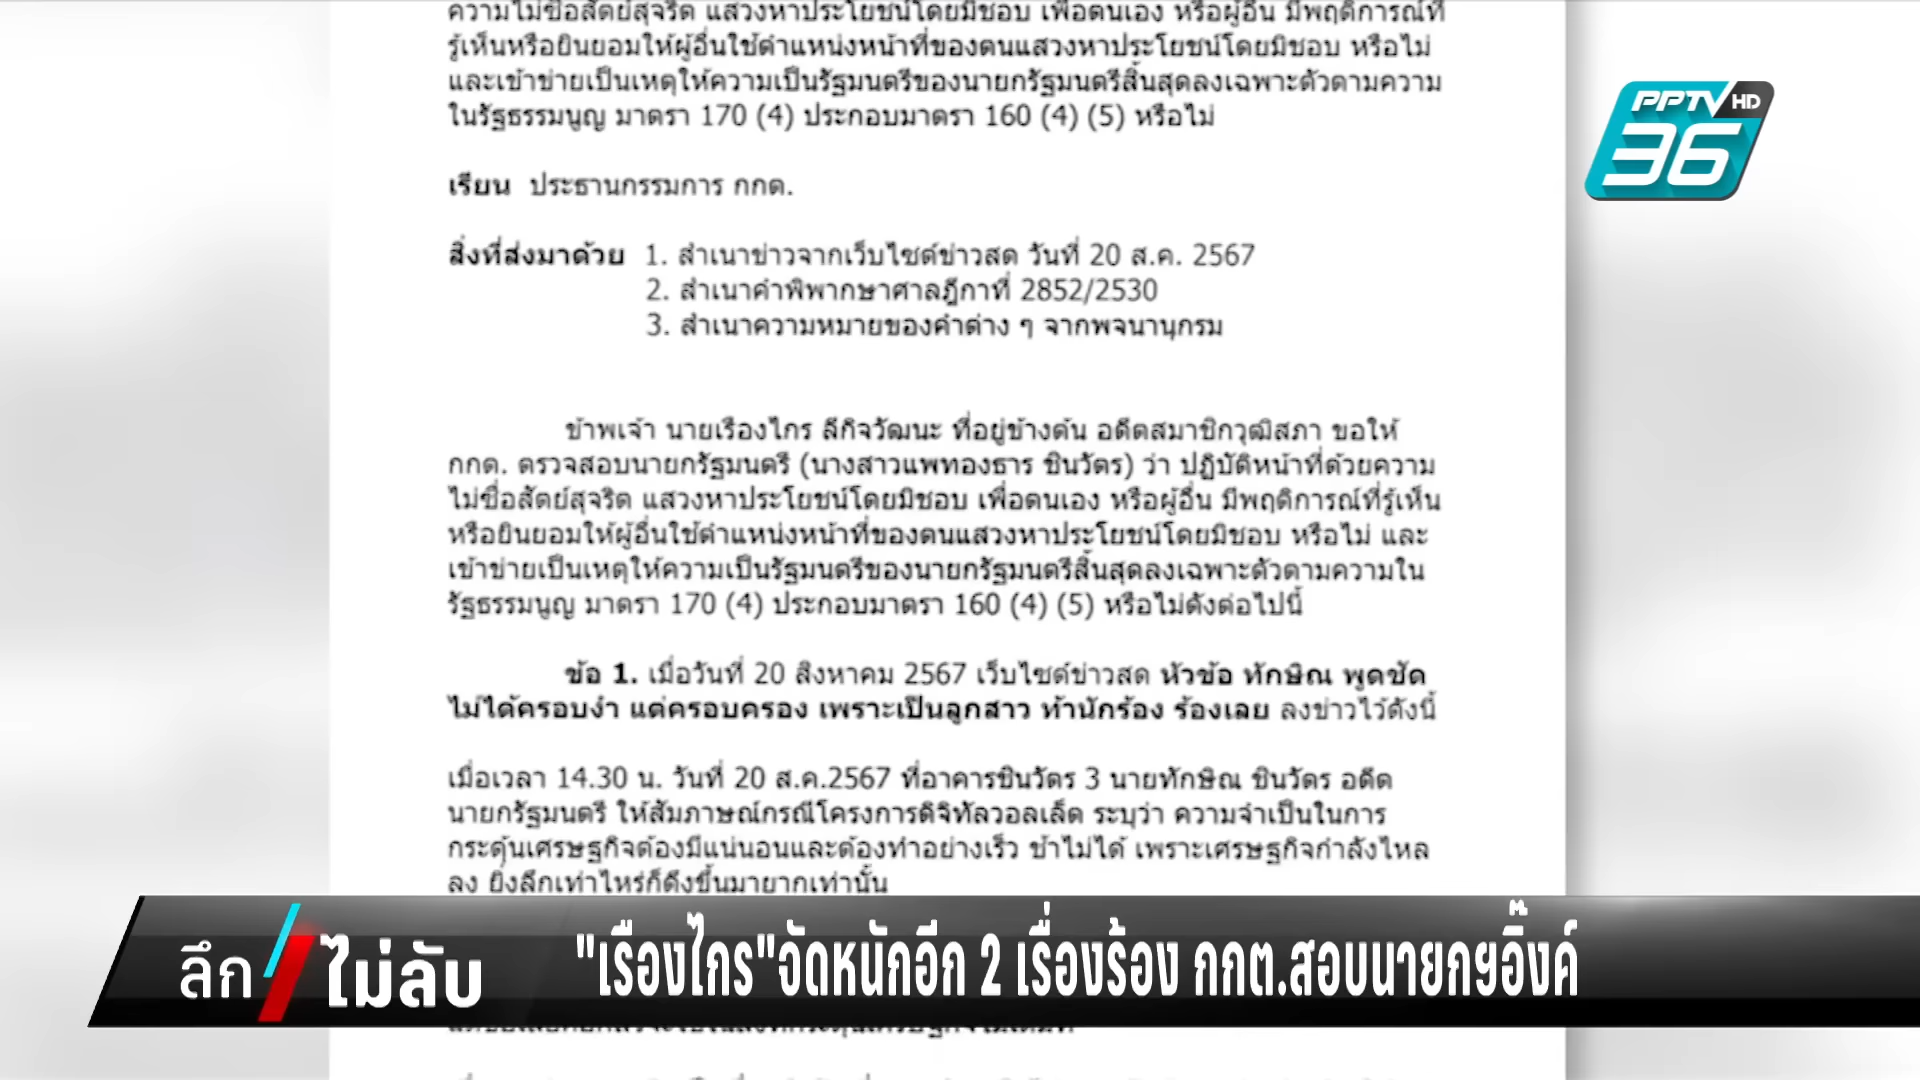 ความไม่ซื่อสัตย์สุจริต แสวงหาประโยชน์โดยมิชอบ เพื่อตนเอง หรือผู้อื่น มีพฤติการณ์ที่
รู้เห็นหรือยินยอมให้ผู้อื่นใช้ตำแหน่งหน้าที่ของตนแสวงหาประโยชน์โดยมิชอบ หรือไม่
และเข้าข่ายเป็นเหตุให้ความเป็นรัฐมนตรีของนายกรัฐมนตรีสิ้นสุดลงเฉพาะตัวตามความ
ในรัฐธรรมนูญ มาตรา 170 (4) ประกอบมาตรา 160 (4) (5) หรือไม่
PPTV HD
36
เรียน ประธานกรรมการ กกต.
สิ่งที่ส่งมาด้วย 1. สำเนาข่าวจากเว็บไซต์ข่าวสด วันที่ 20 ส.ค. 2567
2. สำเนาคำพิพากษาศาลฎีกาที่ 2852/2530
3. สำเนาความหมายของคำต่าง ๆ จากพจนานุกรม
ข้าพเจ้า นายเรืองไกร ลีกิจวัฒนะ ที่อยู่ข้างต้น อดีตสมาชิกวุฒิสภา ขอให้
กกต. ตรวจสอบนายกรัฐมนตรี (นางสาวแพทองธาร ชินวัตร) ว่า ปฏิบัติหน้าที่ด้วยความ
ไม่ซื่อสัตย์สุจริต แสวงหาประโยชน์โดยมิชอบ เพื่อตนเอง หรือผู้อื่น มีพฤติการณ์ที่รู้เห็น
หรือยินยอมให้ผู้อื่นใช้ตำแหน่งหน้าที่ของตนแสวงหาประโยชน์โดยมิชอบ หรือไม่ และ
เข้าข่ายเป็นเหตุให้ความเป็นรัฐมนตรีของนายกรัฐมนตรีสิ้นสุดลงเฉพาะตัวตามความใน
รัฐธรรมนูญ มาตรา 170 (4) ประกอบมาตรา 160 (4) (5) หรือไม่ดังต่อไปนี้
ข้อ 1. เมื่อวันที่ 20 สิงหาคม 2567 เว็บไซต์ข่าวสด หัวข้อ ทักษิณ พูดชัด
ไม่ได้ครอบงำ แต่ครอบครอง เพราะเป็นลูกสาว ท้านักร้อง ร้องเลย ลงข่าวไว้ดังนี้
เมื่อเวลา 14.30 น. วันที่ 20 ส.ค.2567 ที่อาคารชินวัตร 3 นายทักษิณ ชินวัตร อดีต
นายกรัฐมนตรี ให้สัมภาษณ์กรณีโครงการดิจิทัลวอลเล็ต ระบุว่า ความจำเป็นในการ
กระตุ้นเศรษฐกิจต้องมีแน่นอนและต้องทำอย่างเร็ว ช้าไม่ได้ เพราะเศรษฐกิจกำลังไหล
ลง ยิ่งลึกเท่าไหร่ก็ดึงขึ้นมายากเท่านั้น
ลึก/ไม่ลับ "เรืองไกร"จัดหนักอีก 2 เรื่องร้อง กกต.สอบนายกฯอิ๊งค์